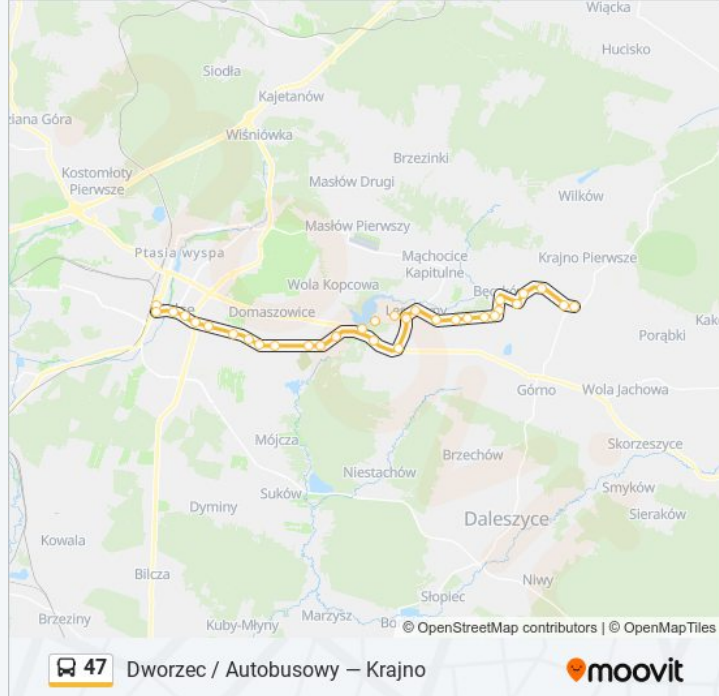 Wiącka
Hucisko
Siodła
Kajetanów
Wiśniówka
Kostomłoty
Pierwsze
Brzezinki
Masłów Drugi
Wilków
Masłów Pierwszy
Ptasia wyspa
Mąchocice
Kapitulne
Krajno Pierwsze
Wola Kopcowa
Domaszowice
Porąbki
Górno
Wola Jachowa
Mójcza
Brzechów
Skorzeszyce
Niestachów
Suków
Smyków
Sieraków
Dyminy
Daleszyce
Kowala
Bilcza
Niwy
Słopiec
Brzeziny
Kuby-Młyny
Marzysz
© OpenStreetMap contributors | © OpenMapTiles
47 Dworzec / Autobusowy — Krajno
moovit